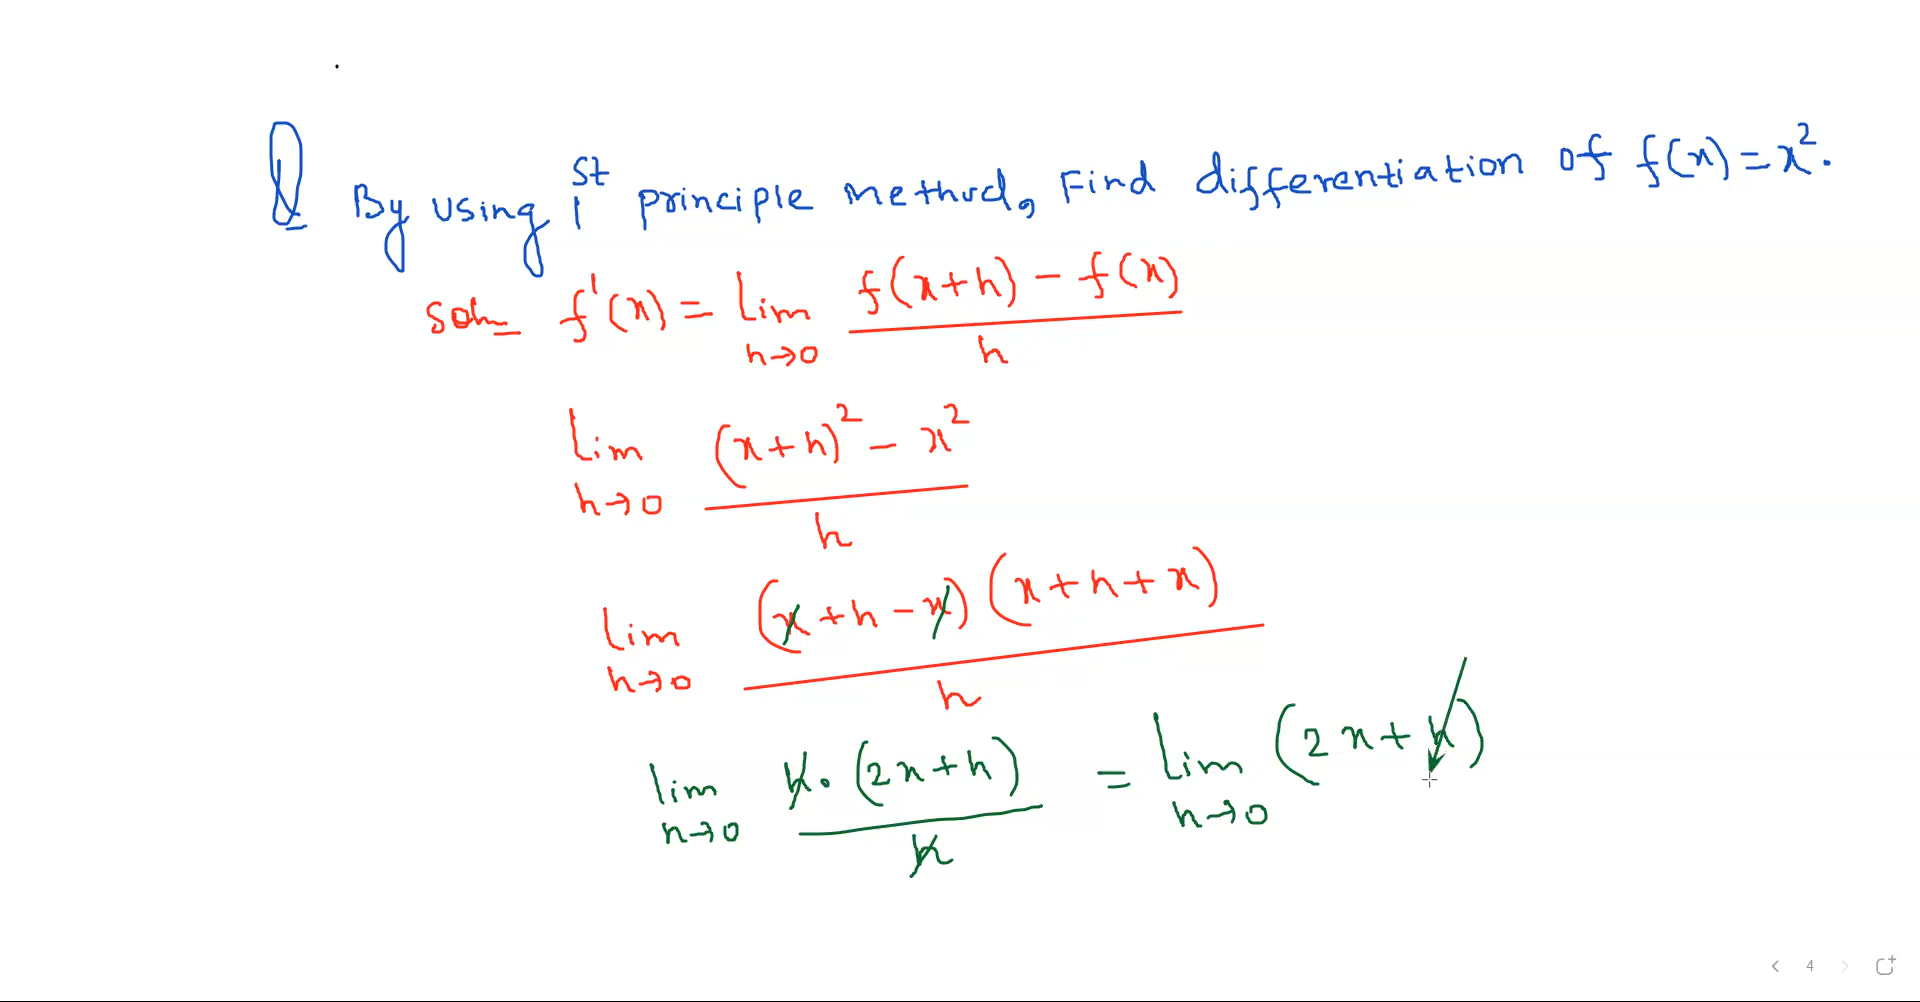 Q By using 1st principle method, Find differentiation of f(x) = x².
Soln f'(x) = Lim h→0 f(x+h) - f(x) / h
Lim h→0 (x+h)² - x² / h
Lim h→0 (x+h-x) (x+h+x) / h
Lim h→0 h. (2x+h) / h = Lim h→0 (2x+h)
4